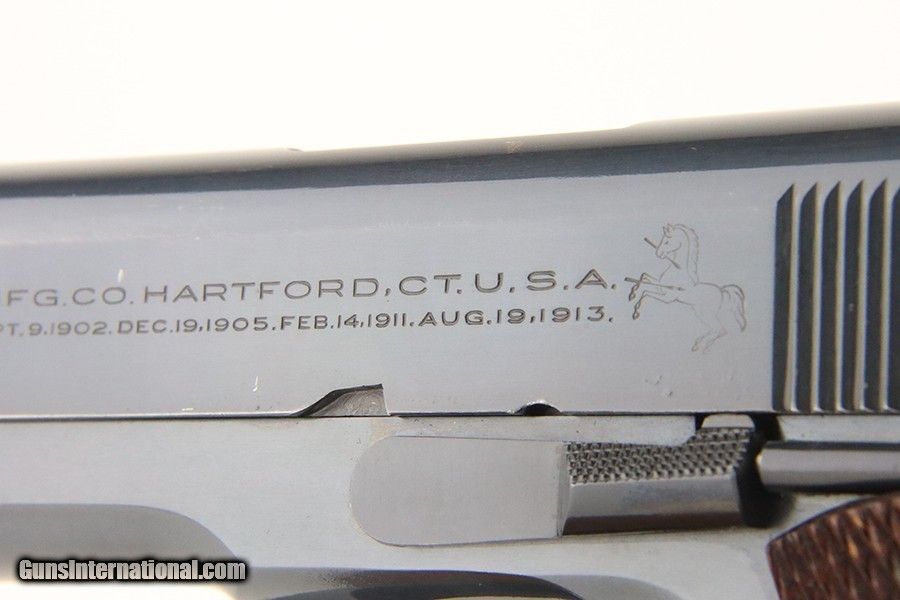 FG.CO. HARTFORD, CT. U.S.A.
PT. 9.1902. DEC. 19,1905. FEB. 14,1911. AUG. 19,1913.
GunsInternational.com